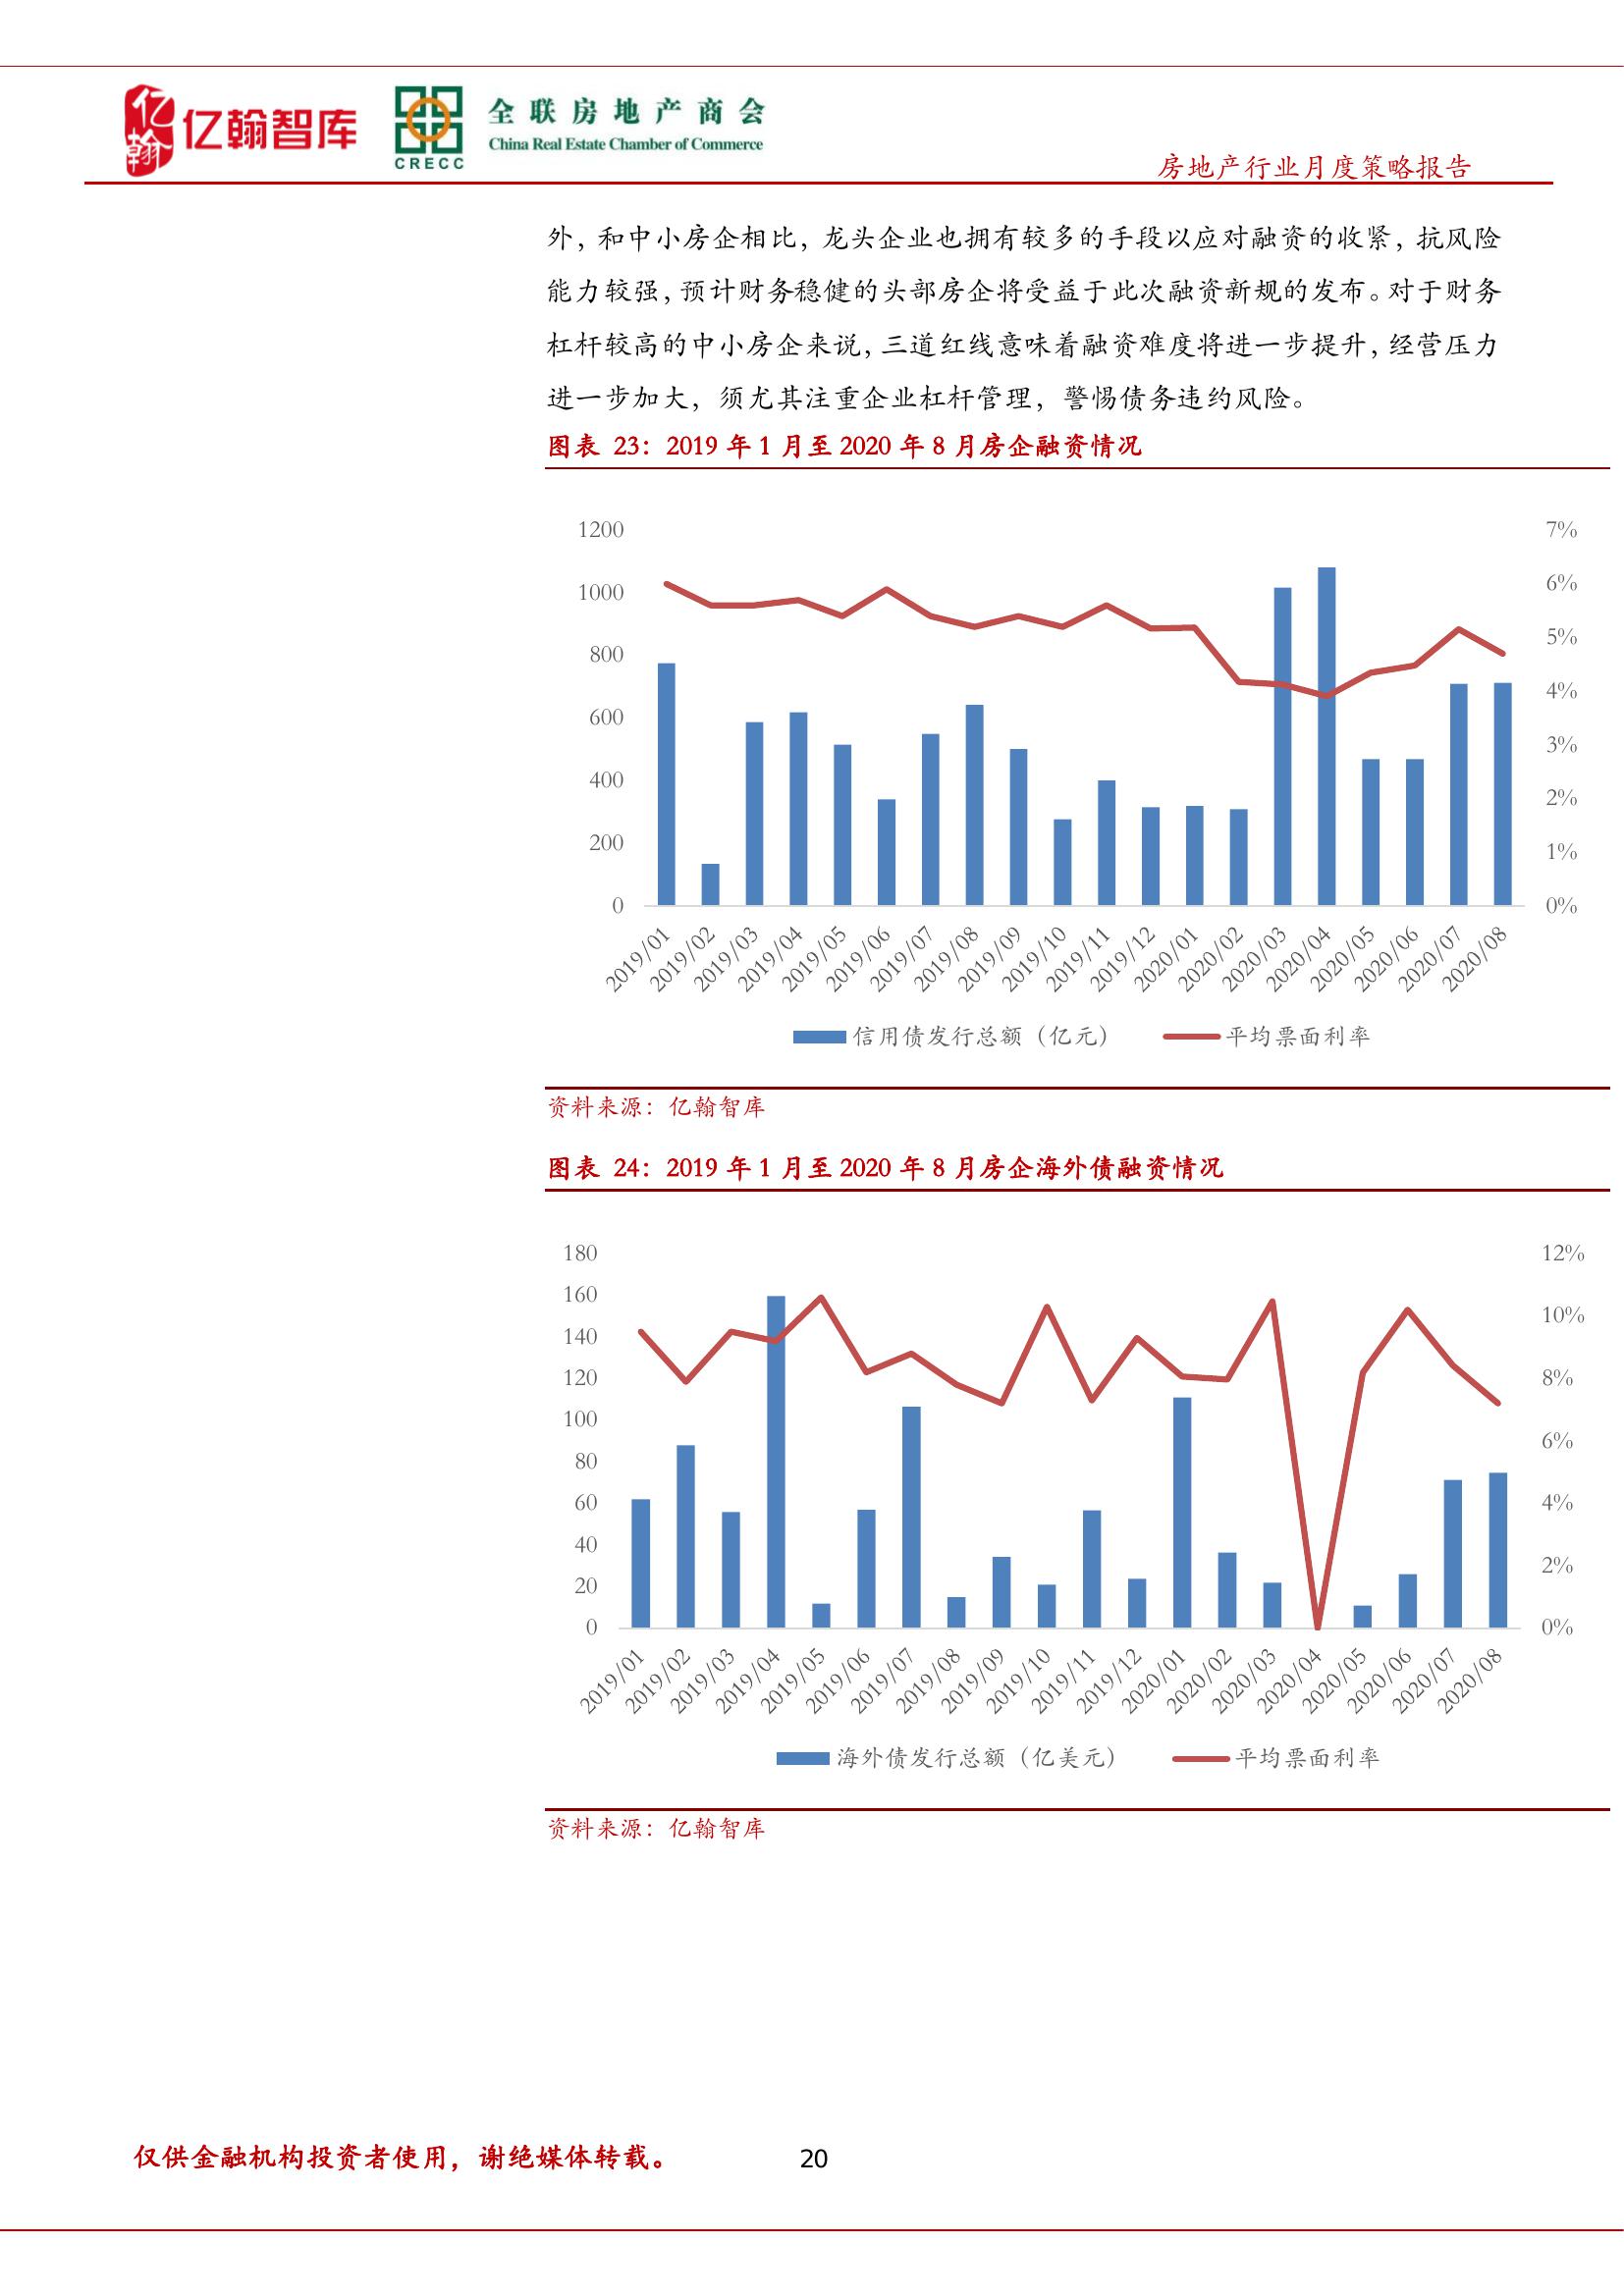 亿翰
亿翰智库
CRECC
全联房地产商会
China Real Estate Chamber of Commerce
房地产行业月度策略报告
外，和中小房企相比，龙头企业也拥有较多的手段以应对融资的收紧，抗风险
能力较强，预计财务稳健的头部房企将受益于此次融资新规的发布。对于财务
杠杆较高的中小房企来说，三道红线意味着融资难度将进一步提升，经营压力
进一步加大，须尤其注重企业杠杆管理，警惕债务违约风险。
图表 23：2019 年 1 月至 2020 年 8 月房企融资情况
1200 7%
1000 6%
800 5%
600 4%
400 3%
200 2%
0 1%
0%
2019/01 2019/02 2019/03 2019/04 2019/05 2019/06 2019/07 2019/08 2019/09 2019/10 2019/11 2019/12 2020/01 2020/02 2020/03 2020/04 2020/05 2020/06 2020/07 2020/08
信用债发行总额（亿元） 平均票面利率
资料来源：亿翰智库
图表 24：2019 年 1 月至 2020 年 8 月房企海外债融资情况
180 12%
160
140 10%
120 8%
100
80 6%
60 4%
40
20 2%
0 0%
2019/01 2019/02 2019/03 2019/04 2019/05 2019/06 2019/07 2019/08 2019/09 2019/10 2019/11 2019/12 2020/01 2020/02 2020/03 2020/04 2020/05 2020/06 2020/07 2020/08
海外债发行总额（亿美元） 平均票面利率
资料来源：亿翰智库
仅供金融机构投资者使用，谢绝媒体转载。 20